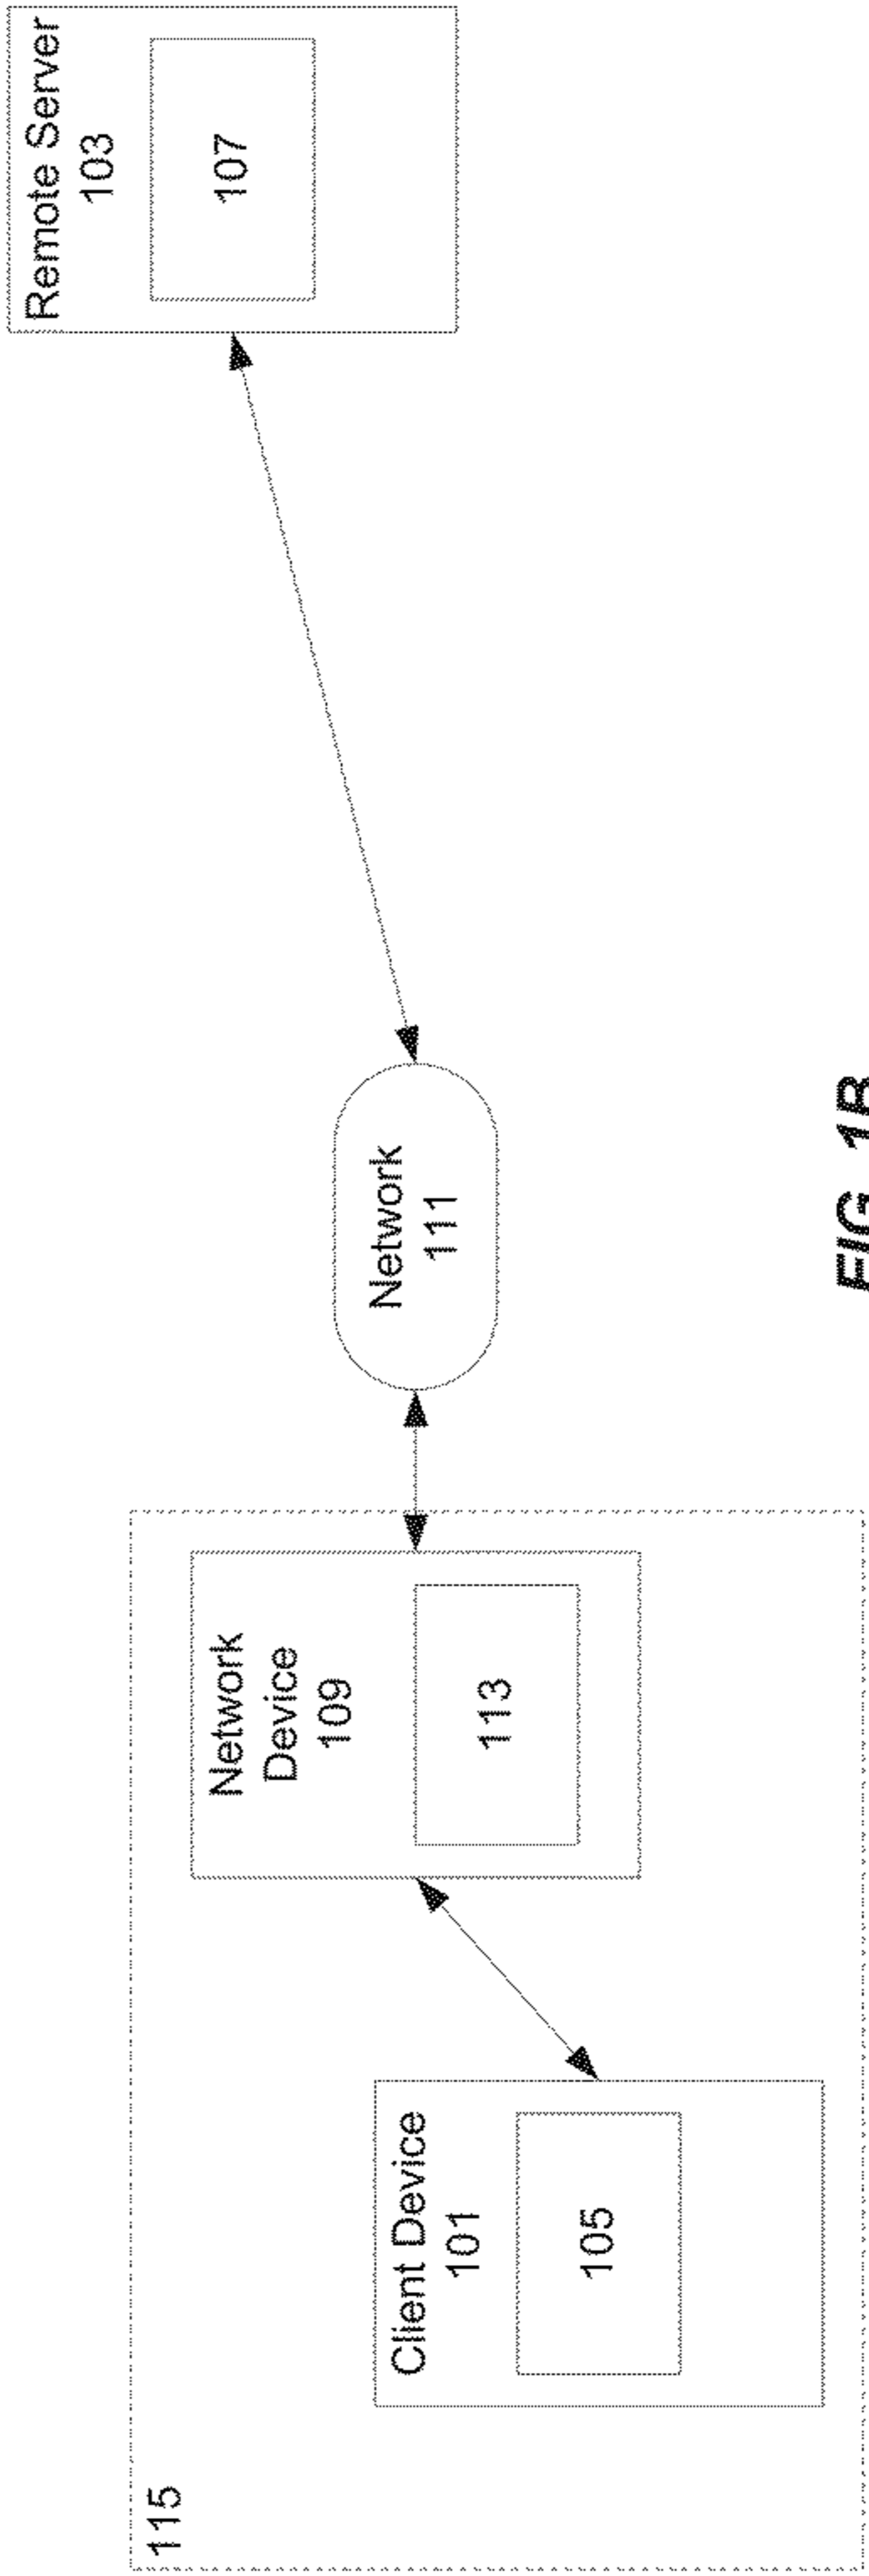 115
Client Device
101
105
Network
Device
109
113
Network
111
Remote Server
103
107
FIG. 1B